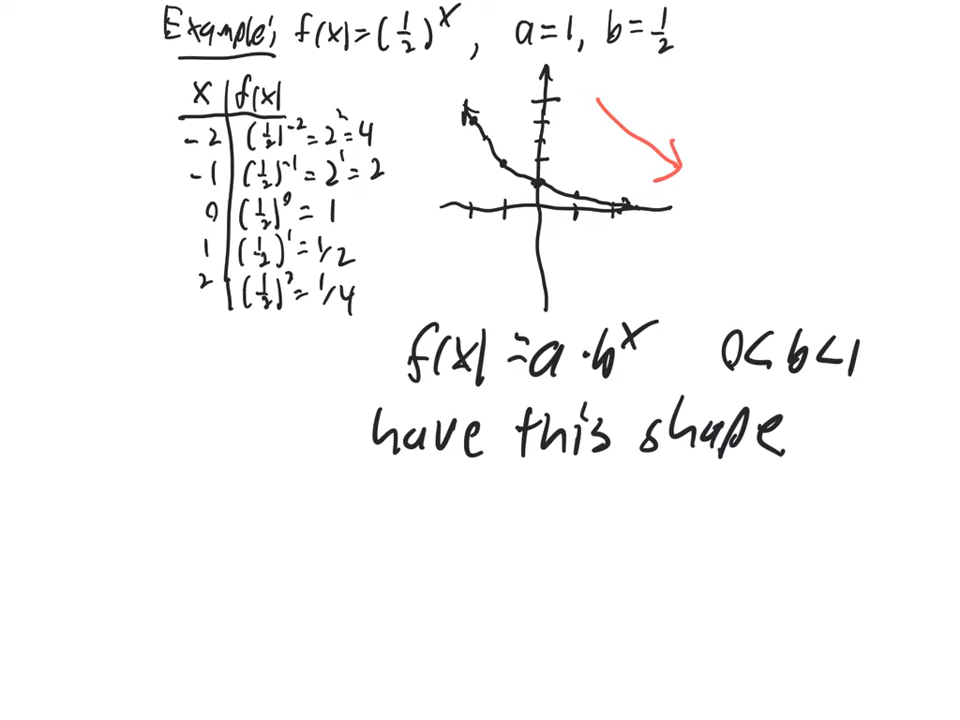 Example: f(x)=(1/2)^x, a=1, b=1/2
x | f(x)
-2 | (1/2)^-2 = 2^2 = 4
-1 | (1/2)^-1 = 2^1 = 2
0 | (1/2)^0 = 1
1 | (1/2)^1 = 1/2
2 | (1/2)^2 = 1/4
f(x) = a·b^x 0<b<1
have this shape